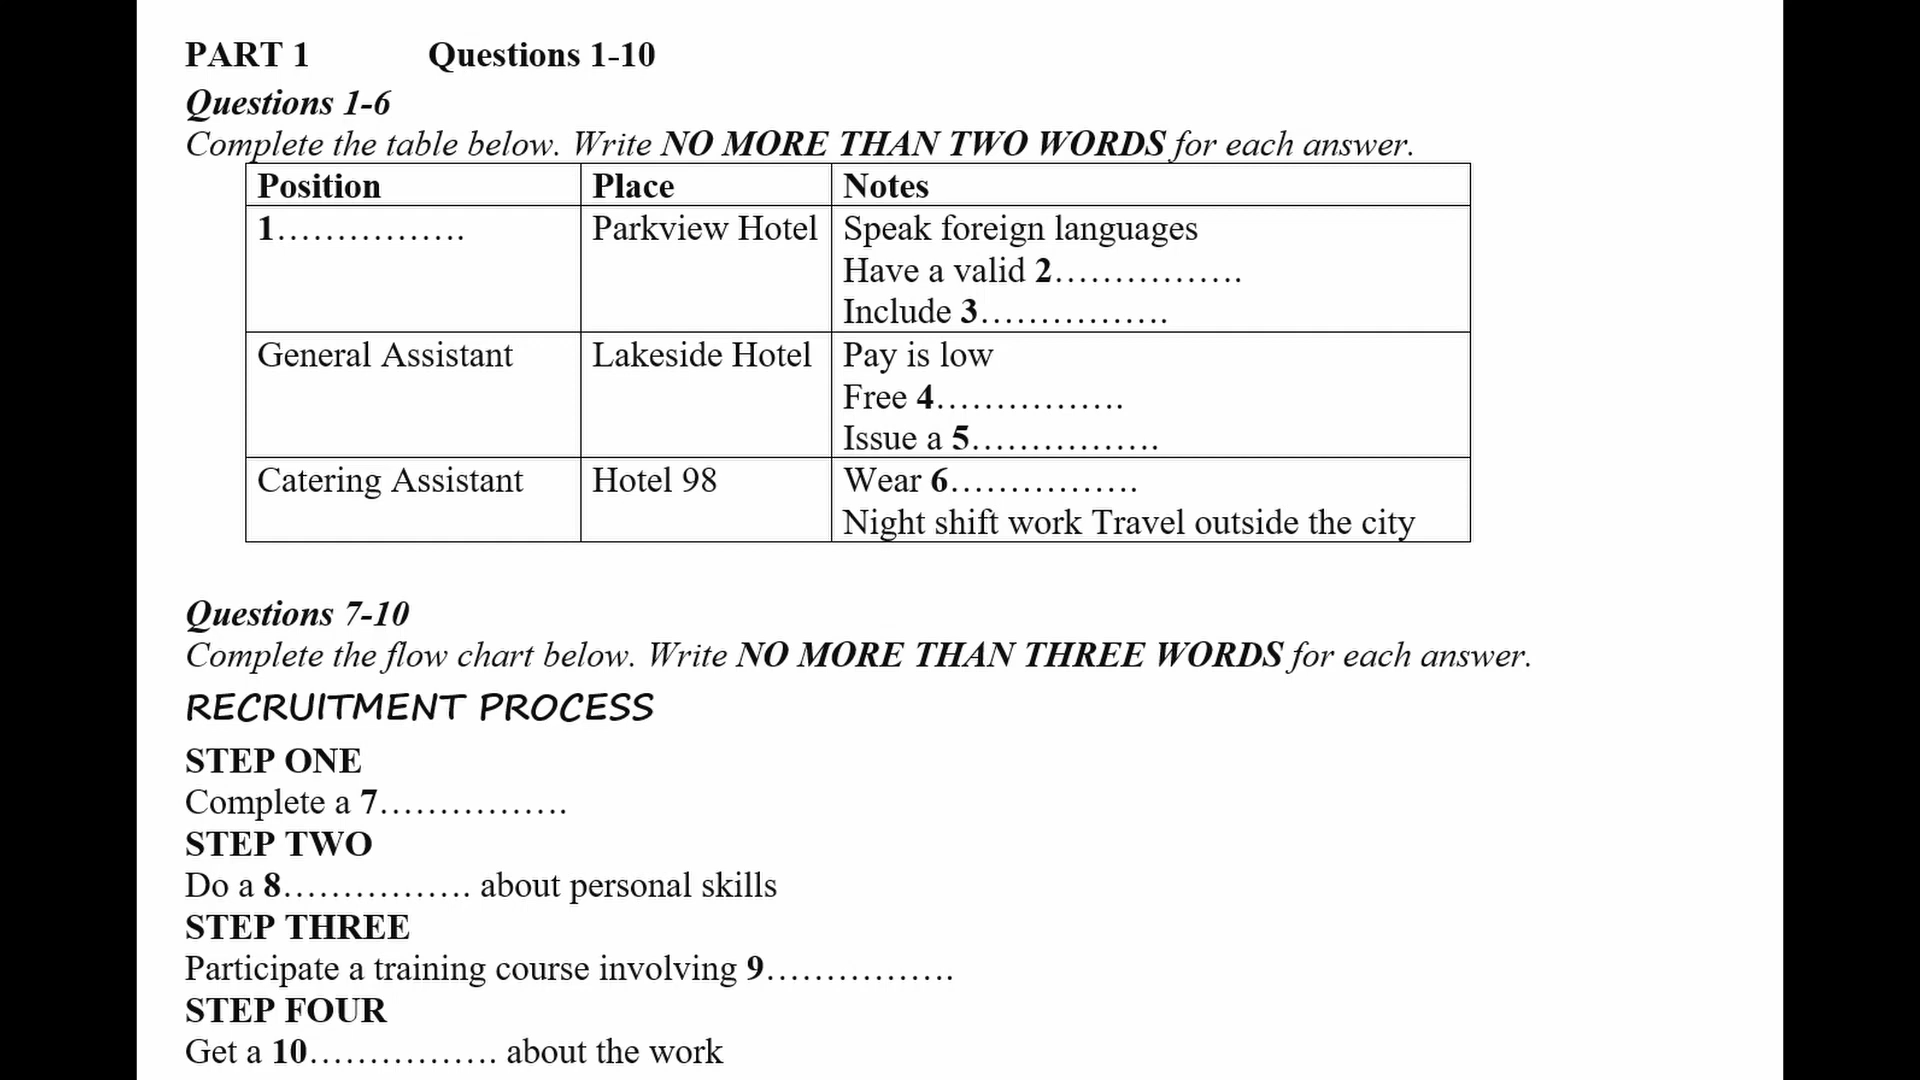 PART 1 Questions 1-10
Questions 1-6
Complete the table below. Write NO MORE THAN TWO WORDS for each answer.
Position Place Notes
1……………. Parkview Hotel Speak foreign languages
Have a valid 2…………….
Include 3…………….
General Assistant Lakeside Hotel Pay is low
Free 4…………….
Issue a 5…………….
Catering Assistant Hotel 98 Wear 6…………….
Night shift work Travel outside the city
Questions 7-10
Complete the flow chart below. Write NO MORE THAN THREE WORDS for each answer.
RECRUITMENT PROCESS
STEP ONE
Complete a 7…………….
STEP TWO
Do a 8……………. about personal skills
STEP THREE
Participate a training course involving 9…………….
STEP FOUR
Get a 10……………. about the work